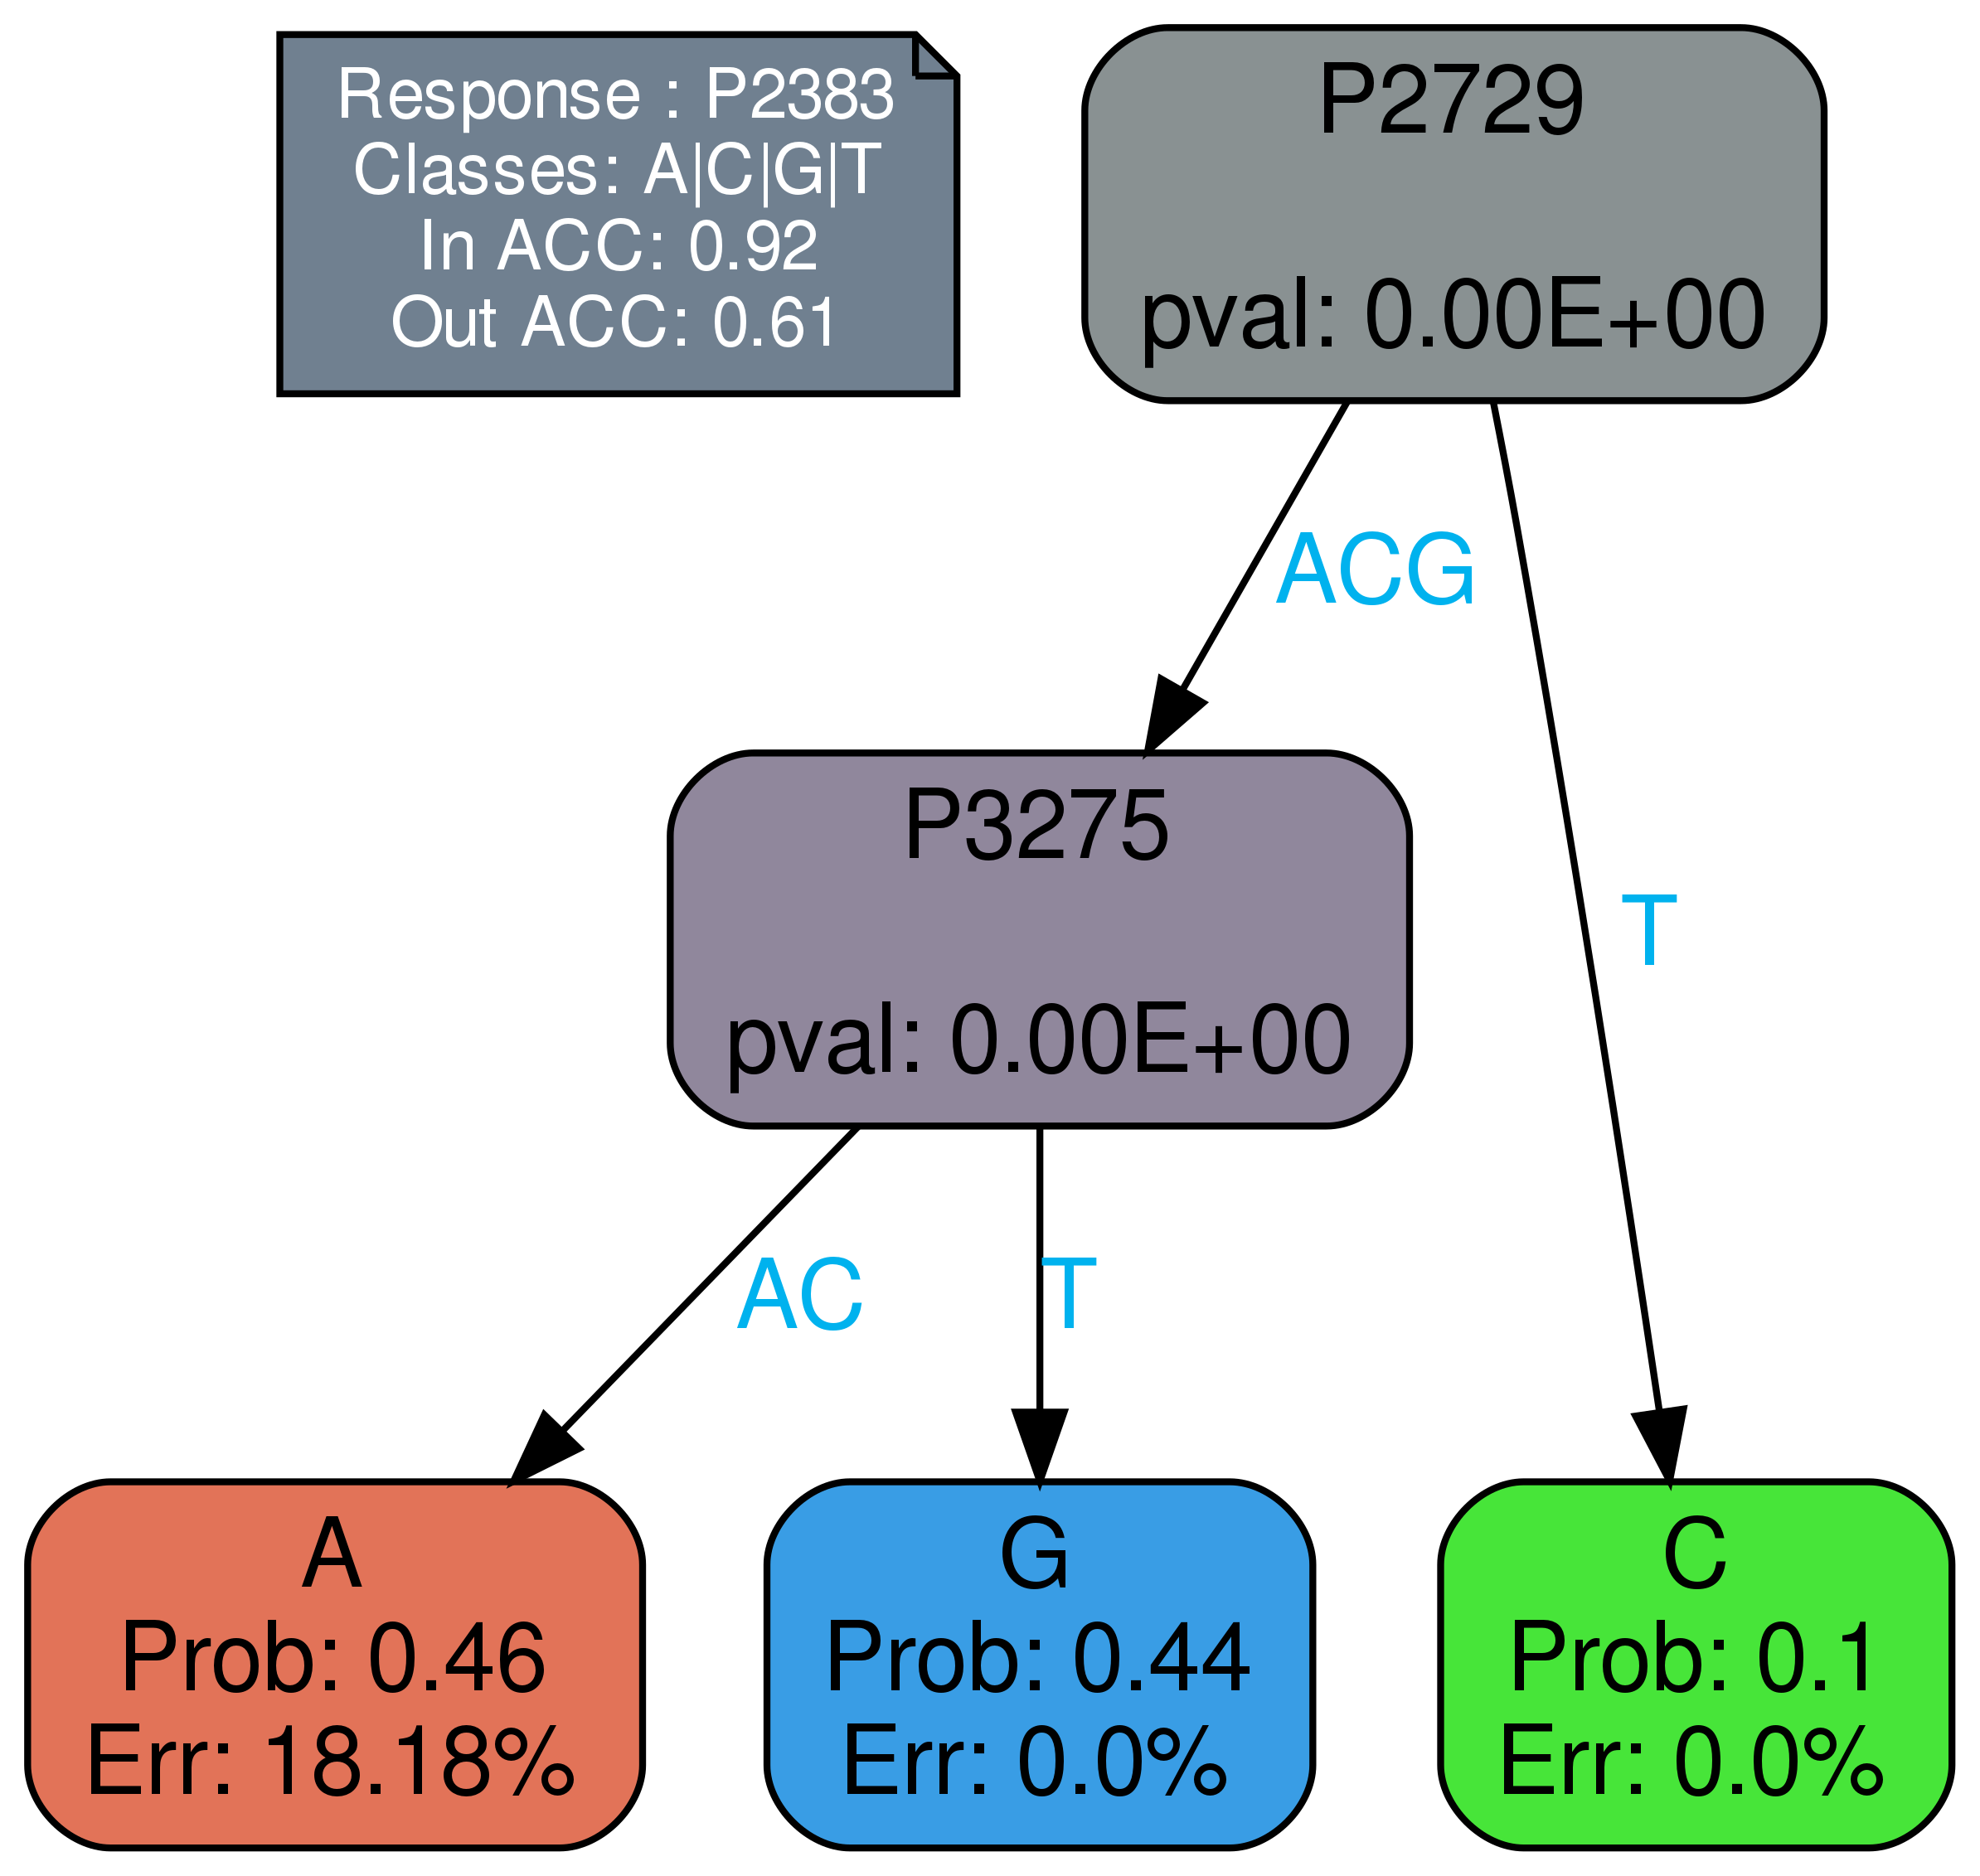 Response : P2383
Classes: A|C|G|T
In ACC: 0.92
Out ACC: 0.61
P2729
pval: 0.00E+00
ACG
T
P3275
pval: 0.00E+00
AC
T
A
Prob: 0.46
Err: 18.18%
G
Prob: 0.44
Err: 0.0%
C
Prob: 0.1
Err: 0.0%